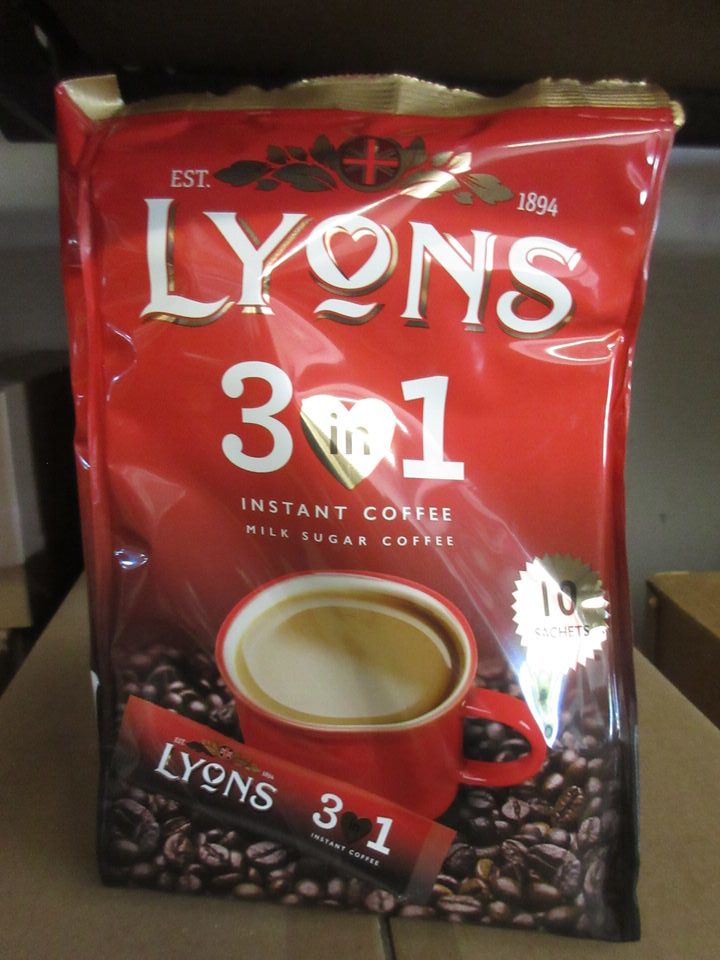 EST.
1894
LYONS
3 in 1
INSTANT COFFEE
MILK SUGAR COFFEE
10
SACHETS
EST.
1894
LYONS
3 in 1
INSTANT COFFEE